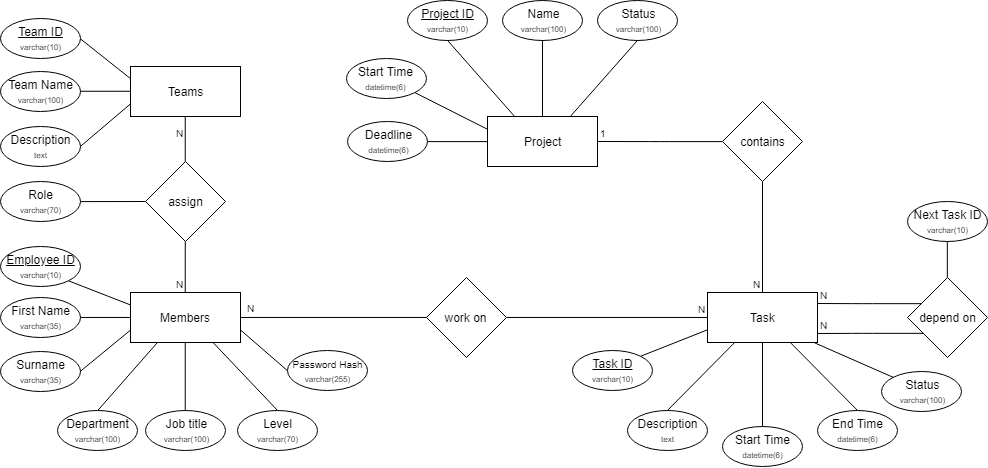 Project ID
varchar(10)
Name
varchar(100)
Status
varchar(100)
Team ID
varchar(10)
Start Time
datetime(6)
Team Name
varchar(100)
Teams
Deadline
datetime(6)
Project
1
contains
N
Description
text
Role
varchar(70)
assign
Next Task ID
varchar(10)
Employee ID
varchar(10)
N
N
N
First Name
varchar(35)
Members
N
work on
N
Task
N
depend on
Surname
varchar(35)
Password Hash
varchar(255)
Task ID
varchar(10)
Status
varchar(100)
Department
varchar(100)
Job title
varchar(100)
Level
varchar(70)
Description
text
Start Time
datetime(6)
End Time
datetime(6)